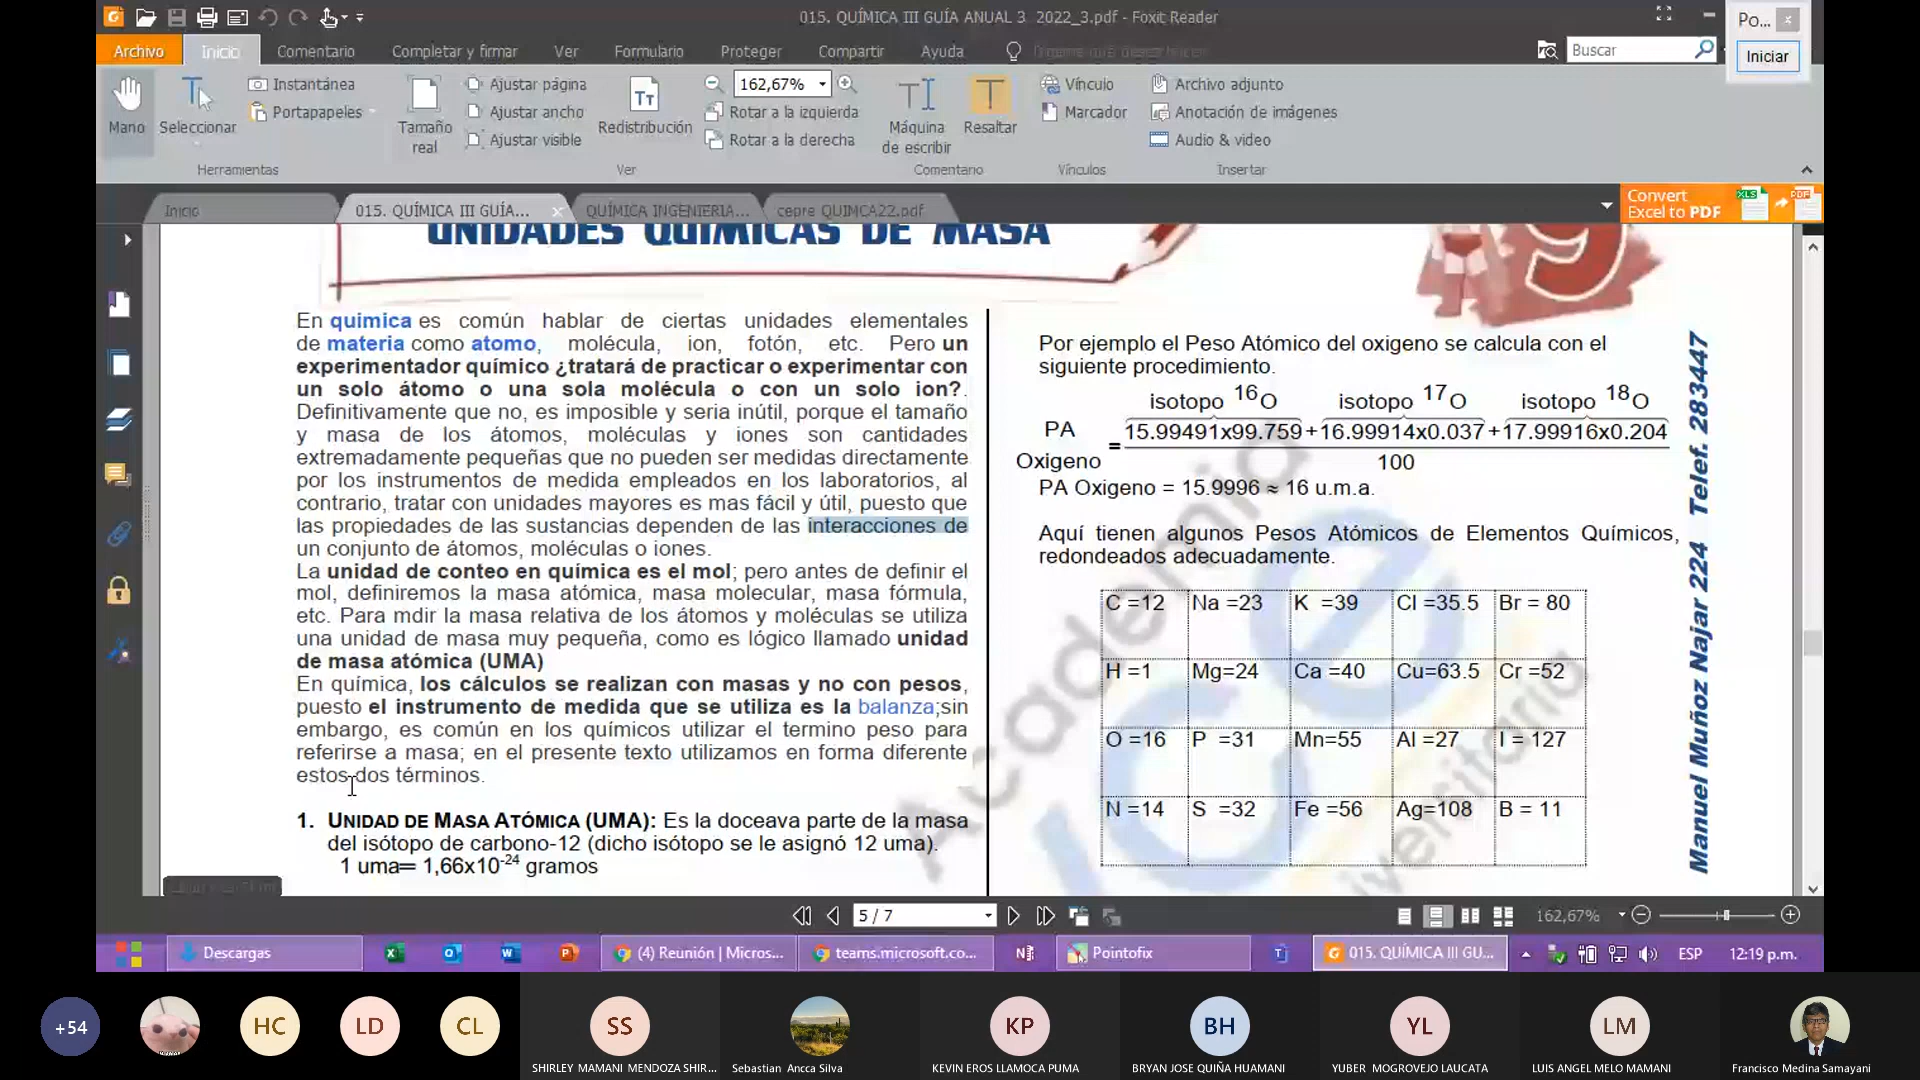 015. QUÍMICA III GUÍA ANUAL 3 2022_3.pdf - Foxit Reader
Po...
Archivo Inicio Comentario Completar y firmar Ver Formulario Proteger Compartir Ayuda
Buscar
Iniciar
Mano
Seleccionar
Instantánea
Portapapeles
Herramientas
Tamaño real
Ajustar página
Ajustar ancho
Ajustar visible
Redistribución
162,67%
Rotar a la izquierda
Rotar a la derecha
Ver
Máquina de escribir
Resaltar
Comentario
Vínculo
Marcador
Vínculos
Archivo adjunto
Anotación de imágenes
Audio & video
Insertar
Inicio
015. QUÍMICA III GUÍA...
QUÍMICA INGENIERIA...
cepre QUIMCA22.pdf
Convert
Excel to PDF
XLS
PDF
UNIDADES QUIMICAS DE MASA
9
En quimica es común hablar de ciertas unidades elementales
de materia como atomo, molécula, ion, fotón, etc. Pero un
experimentador químico ¿tratará de practicar o experimentar con
un solo átomo o una sola molécula o con un solo ion?.
Definitivamente que no, es imposible y seria inútil, porque el tamaño
y masa de los átomos, moléculas y iones son cantidades
extremadamente pequeñas que no pueden ser medidas directamente
por los instrumentos de medida empleados en los laboratorios, al
contrario, tratar con unidades mayores es mas fácil y útil, puesto que
las propiedades de las sustancias dependen de las interacciones de
un conjunto de átomos, moléculas o iones.
La unidad de conteo en química es el mol; pero antes de definir el
mol, definiremos la masa atómica, masa molecular, masa fórmula,
etc. Para mdir la masa relativa de los átomos y moléculas se utiliza
una unidad de masa muy pequeña, como es lógico llamado unidad
de masa atómica (UMA)
En química, los cálculos se realizan con masas y no con pesos,
puesto el instrumento de medida que se utiliza es la balanza;sin
embargo, es común en los químicos utilizar el termino peso para
referirse a masa; en el presente texto utilizamos en forma diferente
estos dos términos.
1. UNIDAD DE MASA ATÓMICA (UMA): Es la doceava parte de la masa
del isótopo de carbono-12 (dicho isótopo se le asignó 12 uma).
1 uma= 1,66x10-24 gramos
Por ejemplo el Peso Atómico del oxigeno se calcula con el
siguiente procedimiento.
isotopo 16O isotopo 17O isotopo 18O
PA Oxigeno = 15.99491x99.759+16.99914x0.037+17.99916x0.204
100
PA Oxigeno = 15.9996 ≈ 16 u.m.a.
Aquí tienen algunos Pesos Atómicos de Elementos Químicos,
redondeados adecuadamente.
C =12 Na =23 K =39 Cl =35.5 Br = 80
H =1 Mg=24 Ca =40 Cu=63.5 Cr =52
O =16 P =31 Mn=55 Al =27 I = 127
N =14 S =32 Fe =56 Ag=108 B = 11
Academia
universitaria
Manuel Muñoz Najar 224 Telef. 283447
5 / 7
162,67%
Descargas
(4) Reunión | Micros...
teams.microsoft.co...
Pointofix
015. QUÍMICA III GU...
ESP
12:19 p.m.
+54
HC
LD
CL
SS
KP
BH
YL
LM
SHIRLEY MAMANI MENDOZA SHIR...
Sebastian Ancca Silva
KEVIN EROS LLAMOCA PUMA
BRYAN JOSE QUIÑA HUAMANI
YUBER MOGROVEJO LAUCATA
LUIS ANGEL MELO MAMANI
Francisco Medina Samayani